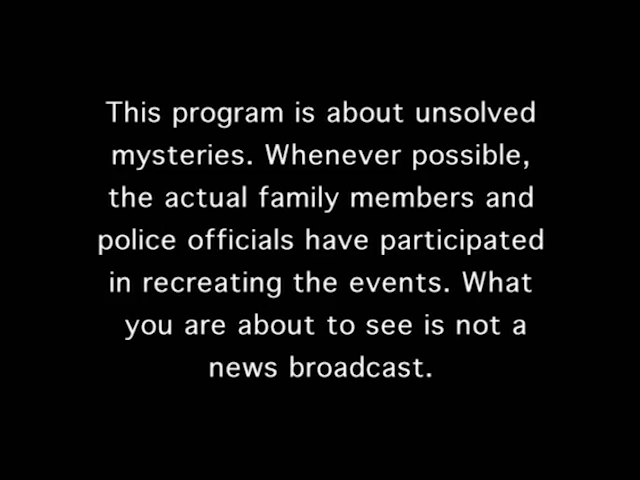 This program is about unsolved
mysteries. Whenever possible,
the actual family members and
police officials have participated
in recreating the events. What
you are about to see is not a
news broadcast.